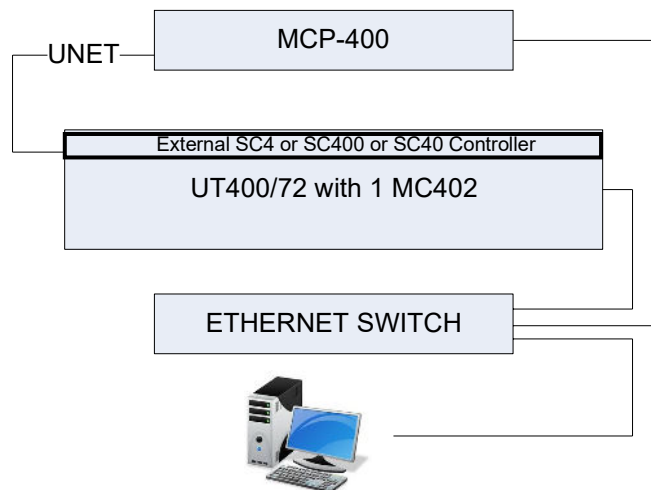 MCP-400
UNET
External SC4 or SC400 or SC40 Controller
UT400/72 with 1 MC402
ETHERNET SWITCH